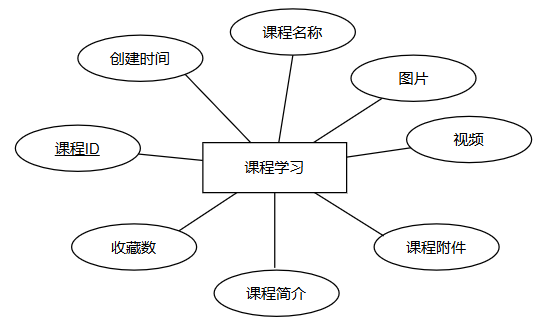 课程名称
创建时间
图片
视频
课程ID
课程学习
收藏数
课程附件
课程简介